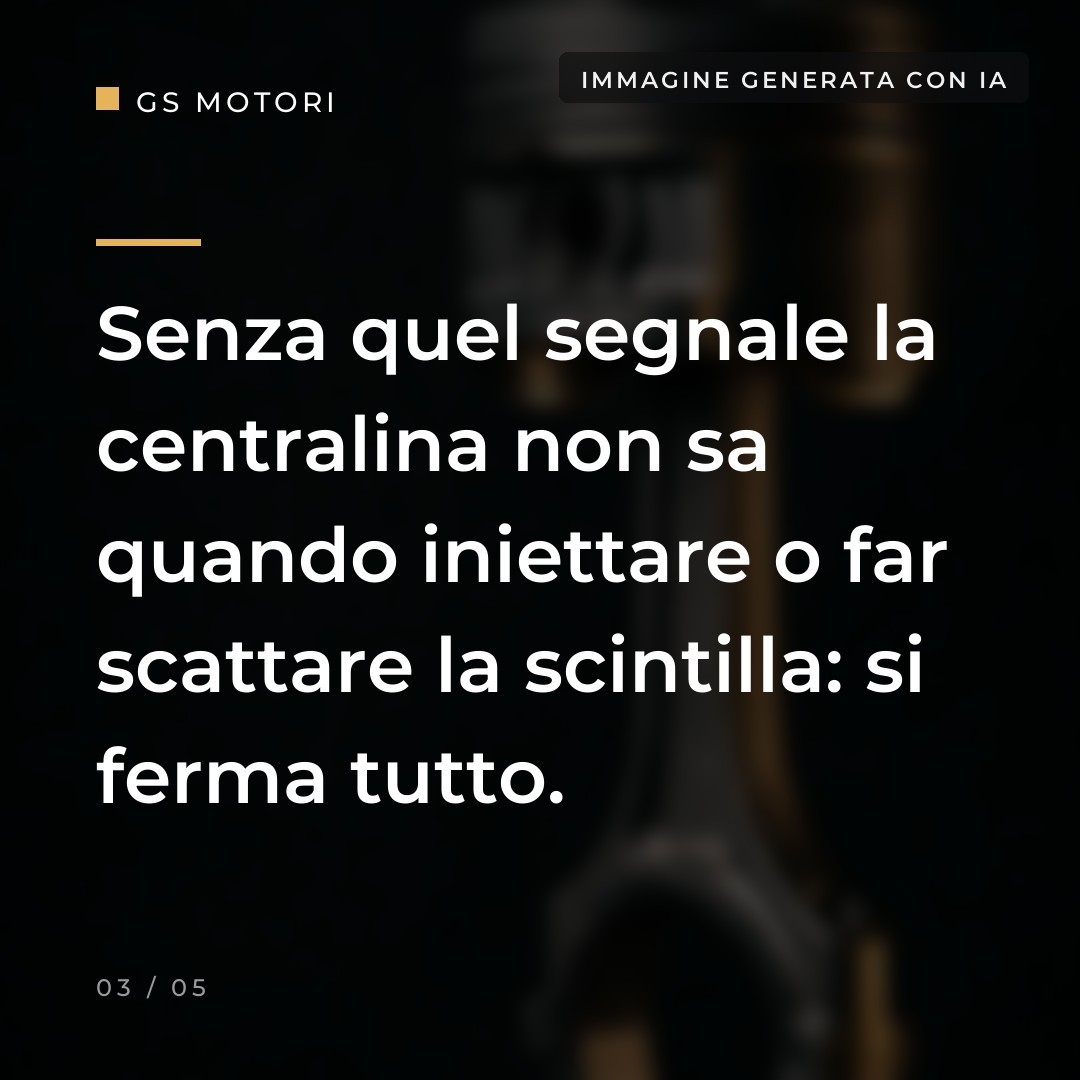 GS MOTORI
IMMAGINE GENERATA CON IA
Senza quel segnale la
centralina non sa
quando iniettare o far
scattare la scintilla: si
ferma tutto.
03 / 05